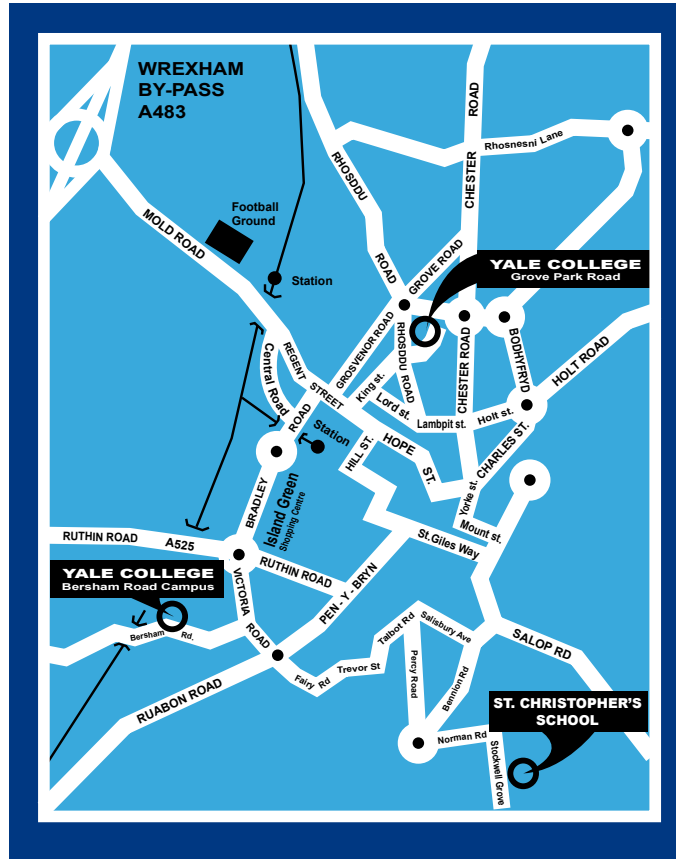 WREXHAM
BY-PASS
A483
ROAD
CHESTER
Rhosnesni Lane
RHOSDDU
ROAD
Football
Ground
MOLD ROAD
Station
GROVE ROAD
YALE COLLEGE
Grove Park Road
GROSVENOR ROAD
RHOSDDU ROAD
CHESTER ROAD
BODHYFRYD
HOLT ROAD
Central Road
REGENT
STREET
King st.
Lord st.
Lambpit st.
Holt st.
ROAD
BRADLEY
Station
HILL ST.
HOPE
ST.
CHARLES ST.
Yorke st.
Mount st.
Island Green
Shopping Centre
St.Giles Way
RUTHIN ROAD
A525
RUTHIN ROAD
YALE COLLEGE
Bersham Road Campus
VICTORIA
ROAD
PEN - Y - BRYN
Bersham
Rd.
Talbot Rd
Salisbury Ave
SALOP RD
Trevor St
Fairy Rd
Percy Road
Bennion Rd
RUABON ROAD
ST. CHRISTOPHER'S
SCHOOL
Norman Rd
Stockwell Grove